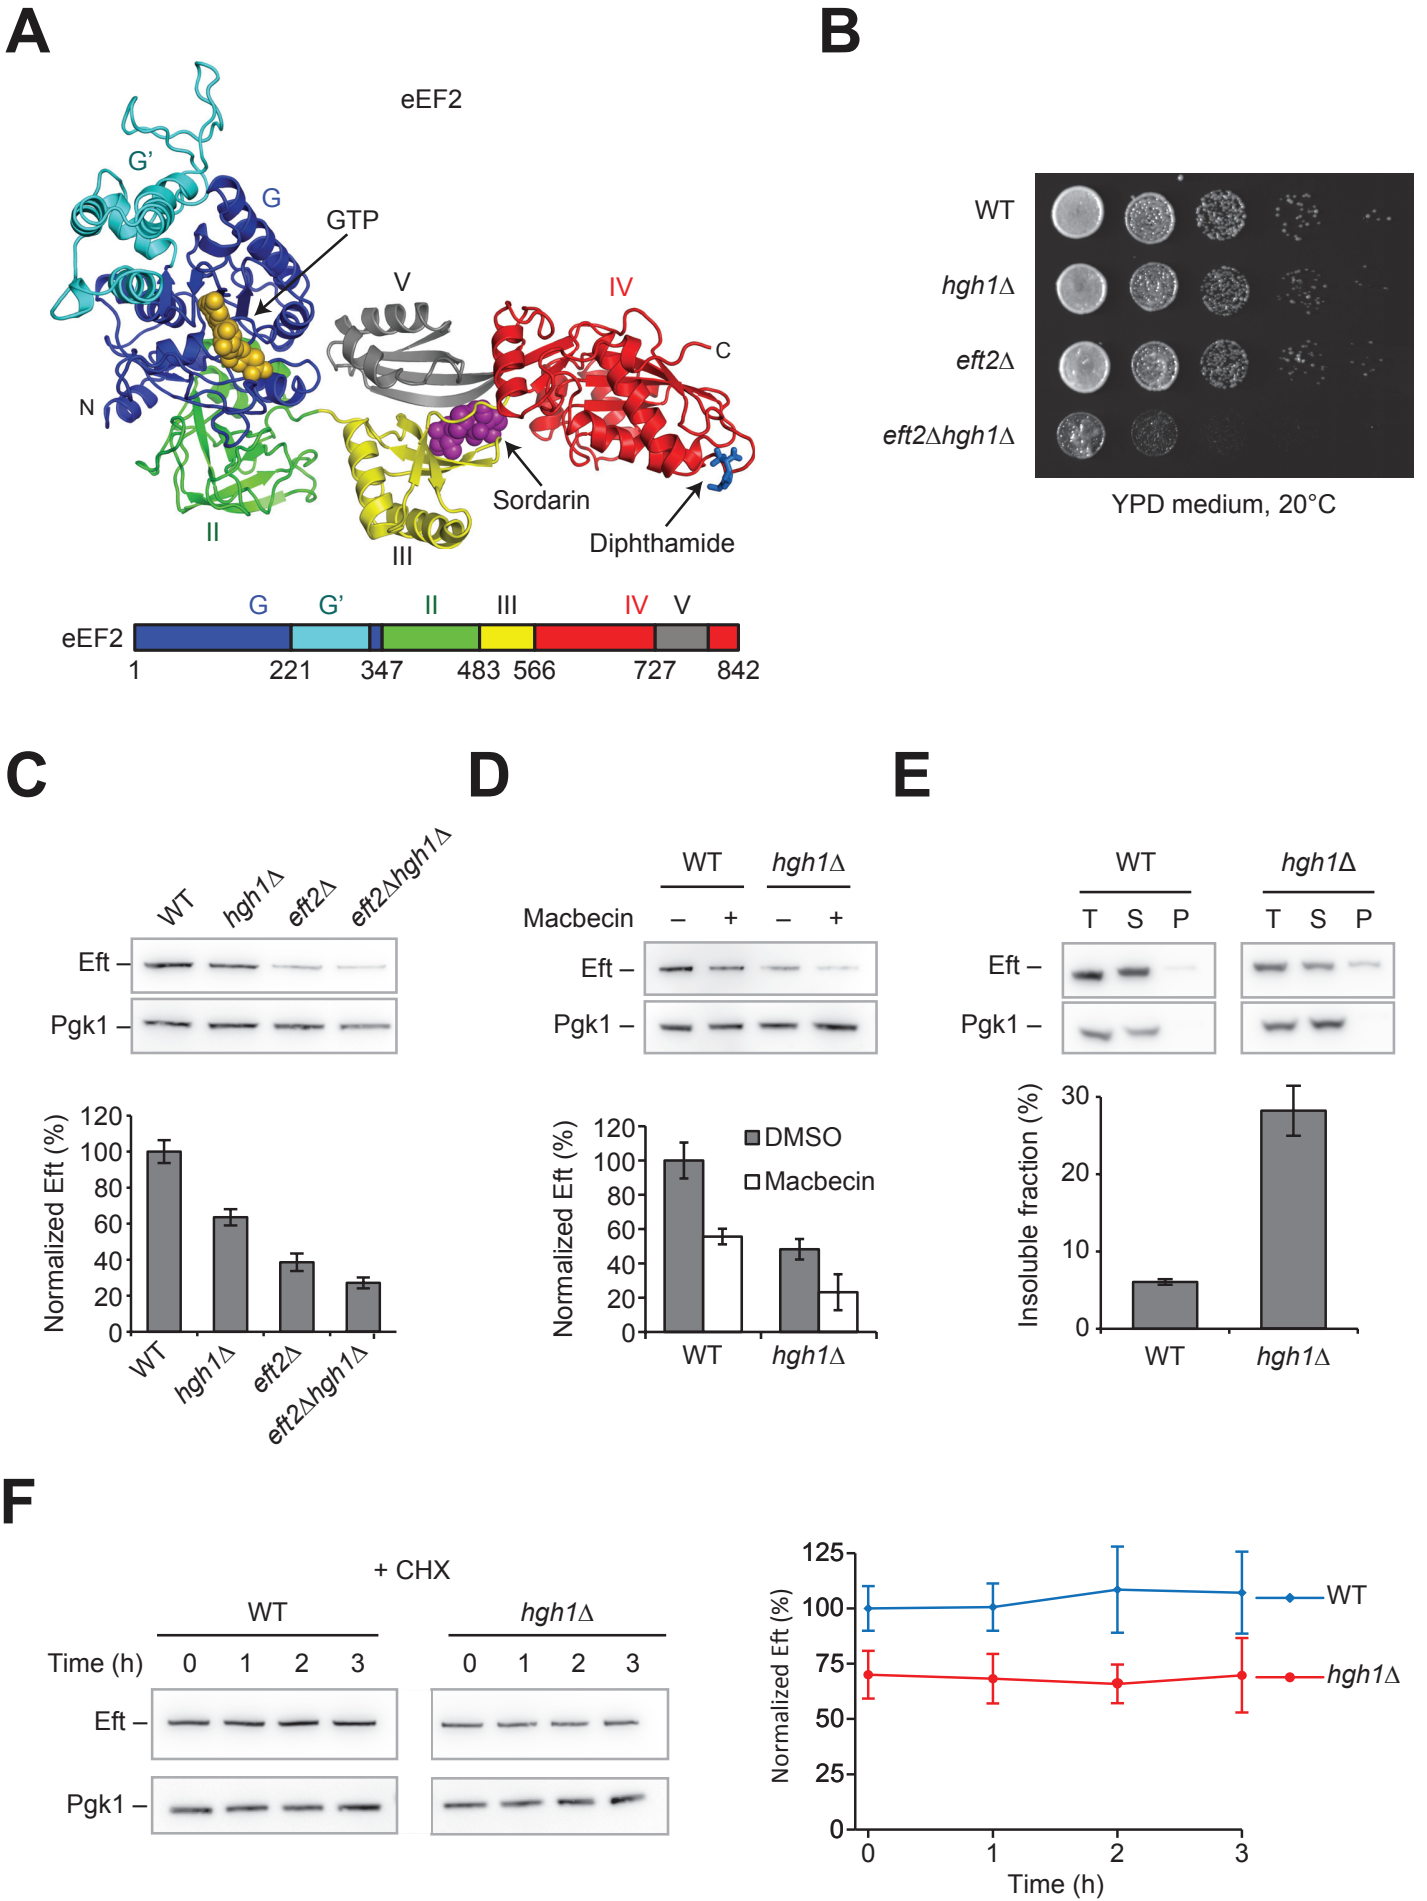 A
eEF2
G'
G
GTP
V
IV
C
N
Sordarin
II
III
Diphthamide
G G' II III IV V
eEF2
1 221 347 483 566 727 842
B
WT
hgh1Δ
eft2Δ
eft2Δhgh1Δ
YPD medium, 20°C
C
WT hgh1Δ eft2Δ eft2Δhgh1Δ
Eft –
Pgk1 –
Normalized Eft (%)
120
100
80
60
40
20
0
WT hgh1Δ eft2Δ eft2Δhgh1Δ
D
WT hgh1Δ
Macbecin – + – +
Eft –
Pgk1 –
Normalized Eft (%)
120
100
80
60
40
20
0
DMSO
Macbecin
WT hgh1Δ
E
WT hgh1Δ
T S P T S P
Eft –
Pgk1 –
Insoluble fraction (%)
30
20
10
0
WT hgh1Δ
F
+ CHX
WT hgh1Δ
Time (h) 0 1 2 3 0 1 2 3
Eft –
Pgk1 –
Normalized Eft (%)
125
100
75
50
25
0
WT
hgh1Δ
0 1 2 3
Time (h)